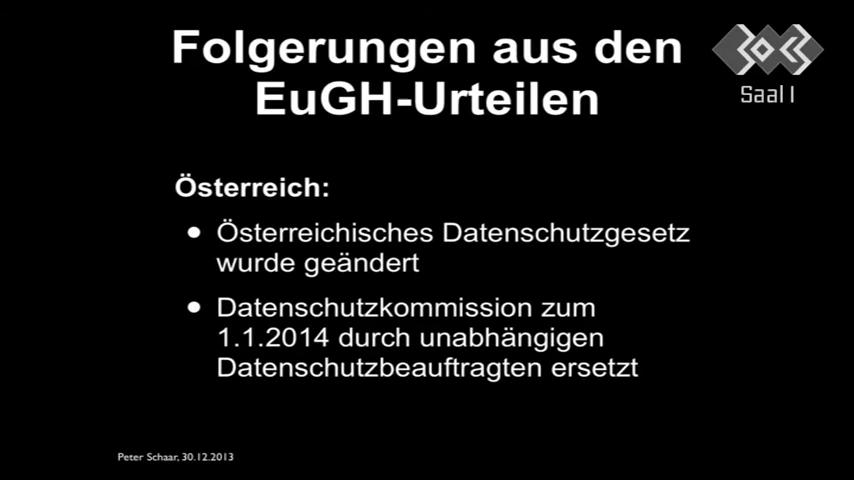 Folgerungen aus den
EuGH-Urteilen
Saal 1
Österreich:
• Österreichisches Datenschutzgesetz
wurde geändert
• Datenschutzkommission zum
1.1.2014 durch unabhängigen
Datenschutzbeauftragten ersetzt
Peter Schaar, 30.12.2013